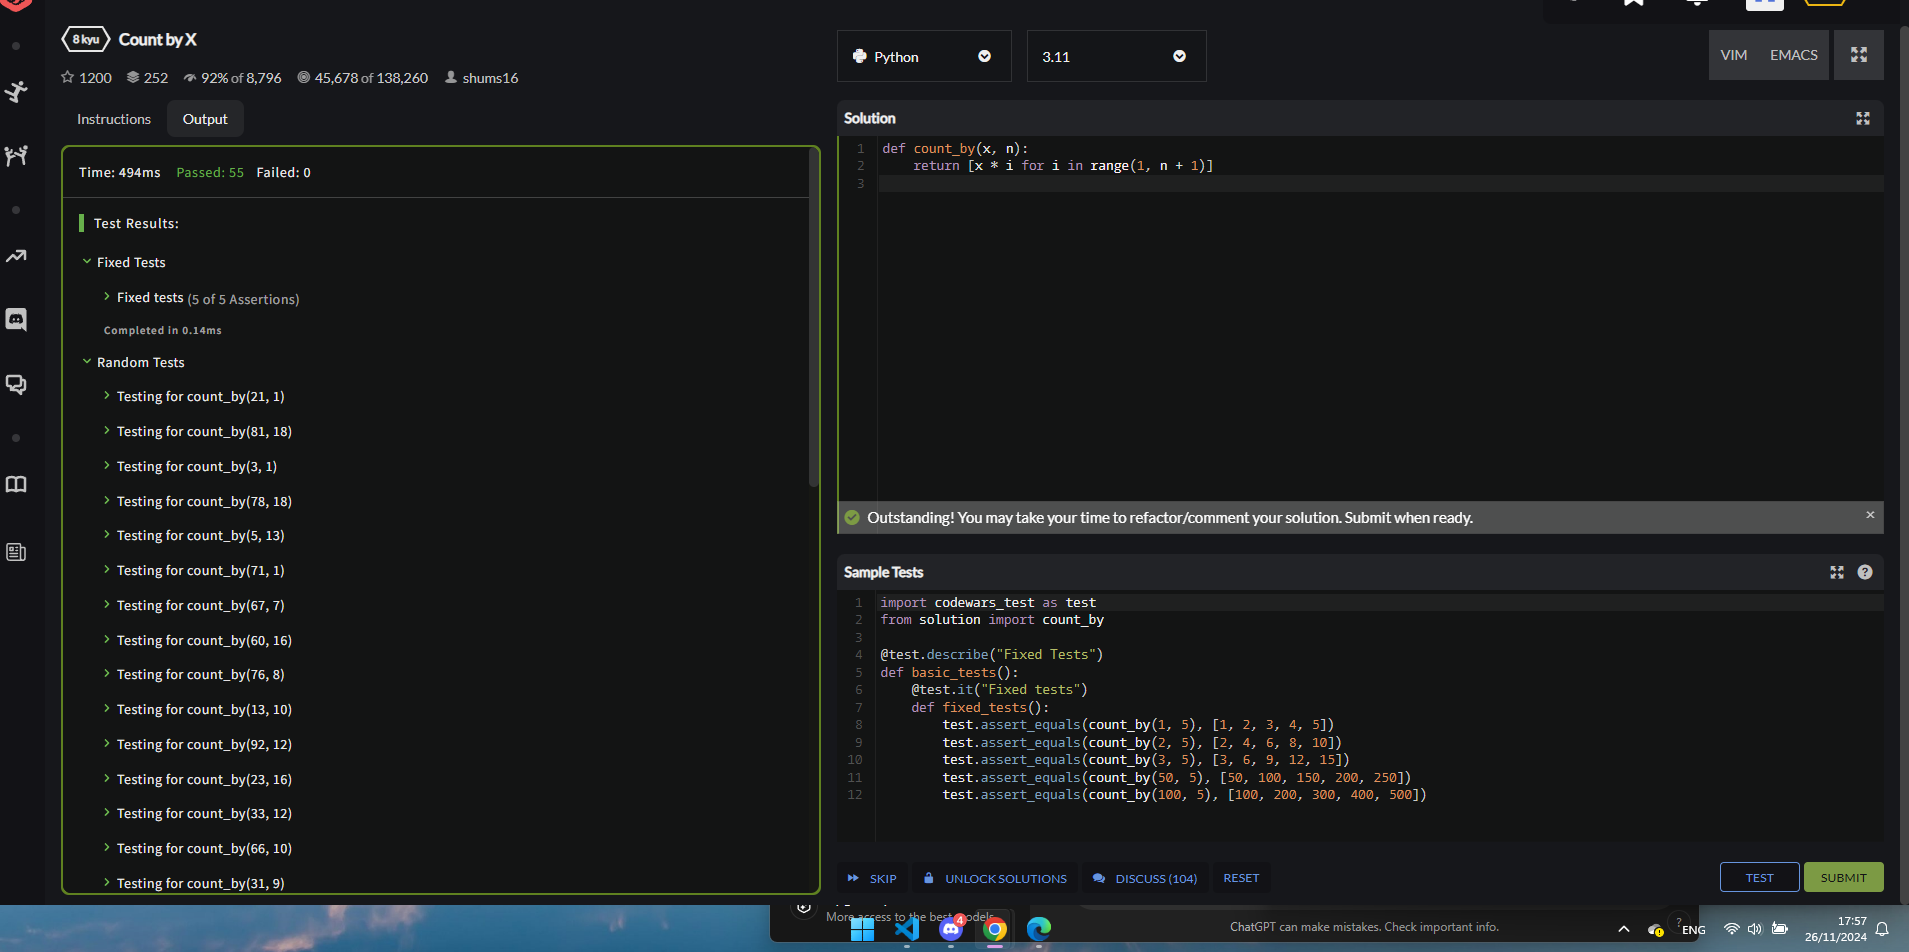 8 kyu Count by X
1200 252 92% of 8,796 45,678 of 138,260 shums16
Instructions Output
Time: 494ms Passed: 55 Failed: 0
Test Results:
Fixed Tests
Fixed tests (5 of 5 Assertions)
Completed in 0.14ms
Random Tests
Testing for count_by(21, 1)
Testing for count_by(81, 18)
Testing for count_by(3, 1)
Testing for count_by(78, 18)
Testing for count_by(5, 13)
Testing for count_by(71, 1)
Testing for count_by(67, 7)
Testing for count_by(60, 16)
Testing for count_by(76, 8)
Testing for count_by(13, 10)
Testing for count_by(92, 12)
Testing for count_by(23, 16)
Testing for count_by(33, 12)
Testing for count_by(66, 10)
Testing for count_by(31, 9)
Python 3.11 VIM EMACS
Solution
1 def count_by(x, n):
2     return [x * i for i in range(1, n + 1)]
3
Outstanding! You may take your time to refactor/comment your solution. Submit when ready. ×
Sample Tests ?
1 import codewars_test as test
2 from solution import count_by
3
4 @test.describe("Fixed Tests")
5 def basic_tests():
6     @test.it("Fixed tests")
7     def fixed_tests():
8         test.assert_equals(count_by(1, 5), [1, 2, 3, 4, 5])
9         test.assert_equals(count_by(2, 5), [2, 4, 6, 8, 10])
10         test.assert_equals(count_by(3, 5), [3, 6, 9, 12, 15])
11         test.assert_equals(count_by(50, 5), [50, 100, 150, 200, 250])
12         test.assert_equals(count_by(100, 5), [100, 200, 300, 400, 500])
SKIP UNLOCK SOLUTIONS DISCUSS (104) RESET TEST SUBMIT
More access to the best models
4
ChatGPT can make mistakes. Check important info. ?
ENG
17:57
26/11/2024